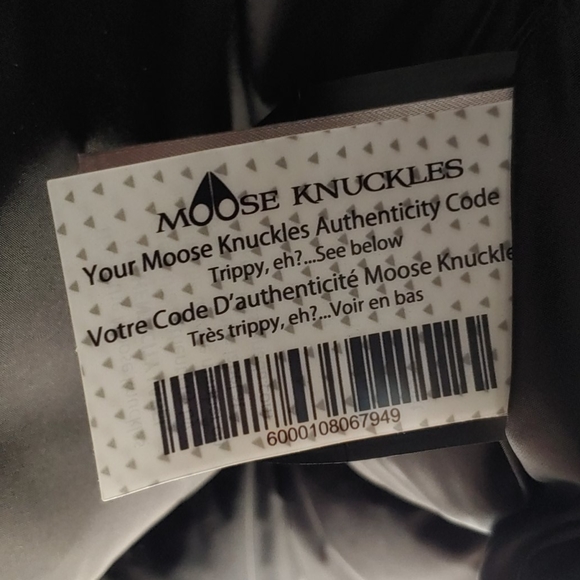 MOOSE KNUCKLES
Your Moose Knuckles Authenticity Code
Trippy, eh?...See below
Votre Code D'authenticité Moose Knuckle
Très trippy, eh?...Voir en bas
6000108067949